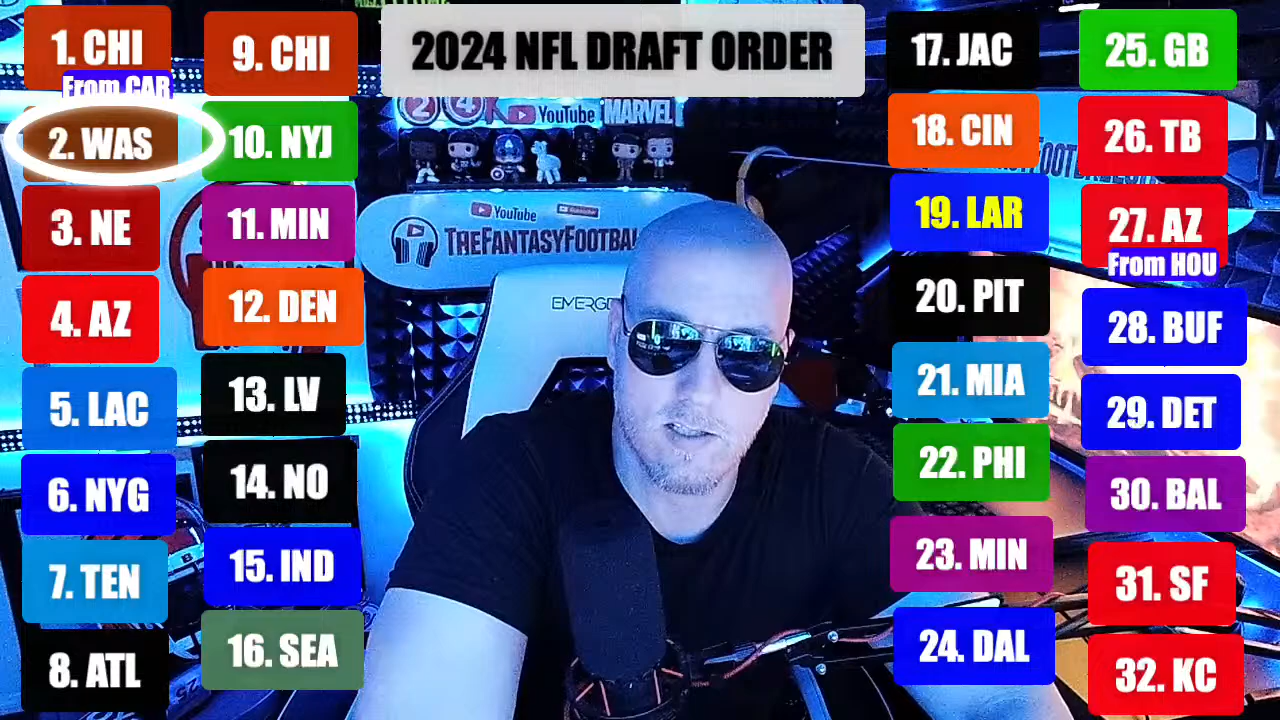 2024 NFL DRAFT ORDER
1. CHI
From CAR
2. WAS
3. NE
4. AZ
5. LAC
6. NYG
7. TEN
8. ATL
9. CHI
10. NYJ
11. MIN
12. DEN
13. LV
14. NO
15. IND
16. SEA
YouTube MARVEL
YouTube
THEFANTASYFOOTBAL
17. JAC
18. CIN
19. LAR
20. PIT
21. MIA
22. PHI
23. MIN
24. DAL
25. GB
26. TB
27. AZ
From HOU
28. BUF
29. DET
30. BAL
31. SF
32. KC